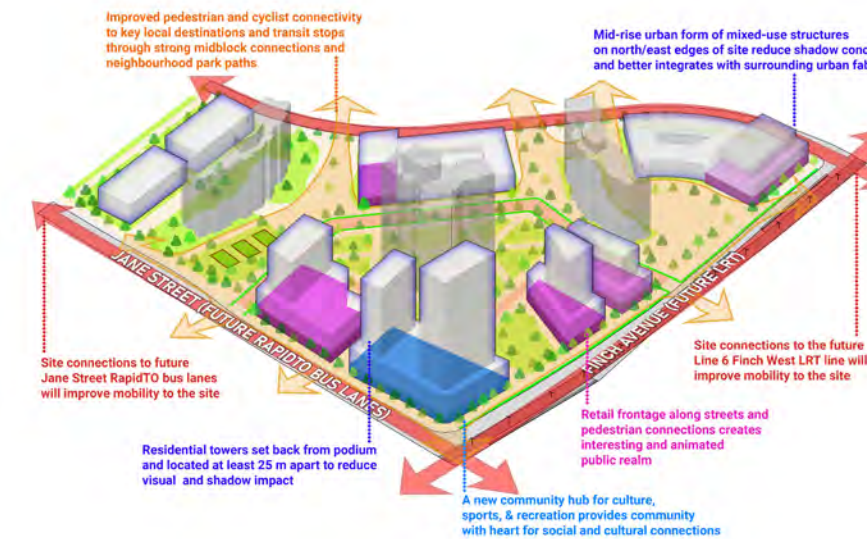 Improved pedestrian and cyclist connectivity
to key local destinations and transit stops
through strong midblock connections and
neighbourhood park paths
Mid-rise urban form of mixed-use structures
on north/east edges of site reduce shadow conc
and better integrates with surrounding urban fab
JANE STREET (FUTURE RAPIDTO BUS LANES)
FINCH AVENUE (FUTURE LRT)
Site connections to future
Jane Street RapidTO bus lanes
will improve mobility to the site
Site connections to the future
Line 6 Finch West LRT line will
improve mobility to the site
Residential towers set back from podium
and located at least 25 m apart to reduce
visual and shadow impact
Retail frontage along streets and
pedestrian connections creates
interesting and animated
public realm
A new community hub for culture,
sports, & recreation provides community
with heart for social and cultural connections